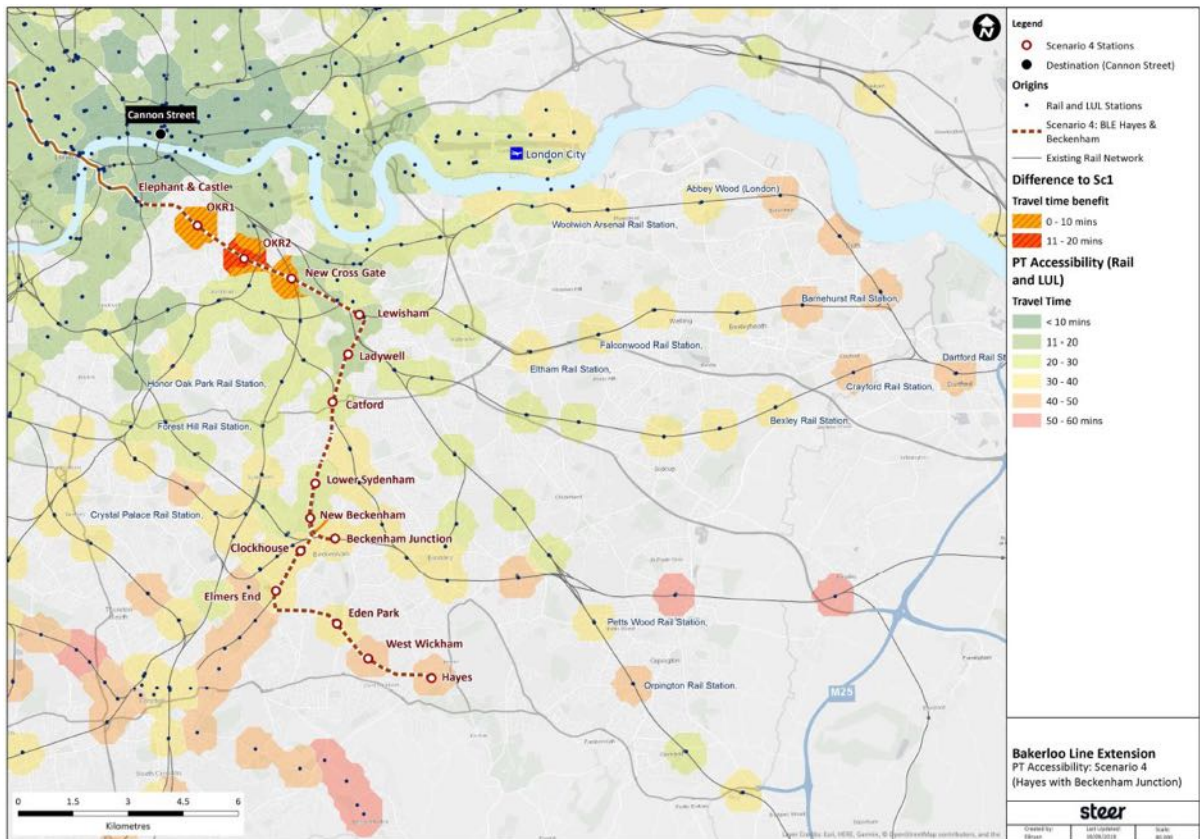 Cannon Street
London City
Elephant & Castle
OKR1
OKR2
New Cross Gate
Lewisham
Ladywell
Catford
Lower Sydenham
New Beckenham
Beckenham Junction
Clockhouse
Elmers End
Eden Park
West Wickham
Hayes
Abbey Wood (London)
Woolwich Arsenal Rail Station,
Barnehurst Rail Station,
Falconwood Rail Station,
Eltham Rail Station,
Dartford Rail St
Crayford Rail Station,
Bexley Rail Station,
Honor Oak Park Rail Station,
Forest Hill Rail Station,
Crystal Palace Rail Station,
Petts Wood Rail Station,
Orpington Rail Station.
M25
0 1.5 3 4.5 6
Kilometres
N
Legend
Scenario 4 Stations
Destination (Cannon Street)
Origins
Rail and LUL Stations
Scenario 4: BLE Hayes &
Beckenham
Existing Rail Network
Difference to Sc1
Travel time benefit
0 - 10 mins
11 - 20 mins
PT Accessibility (Rail
and LUL)
Travel Time
< 10 mins
11 - 20
20 - 30
30 - 40
40 - 50
50 - 60 mins
Bakerloo Line Extension
PT Accessibility: Scenario 4
(Hayes with Beckenham Junction)
steer
Created by:
Last Updated:
Scale: